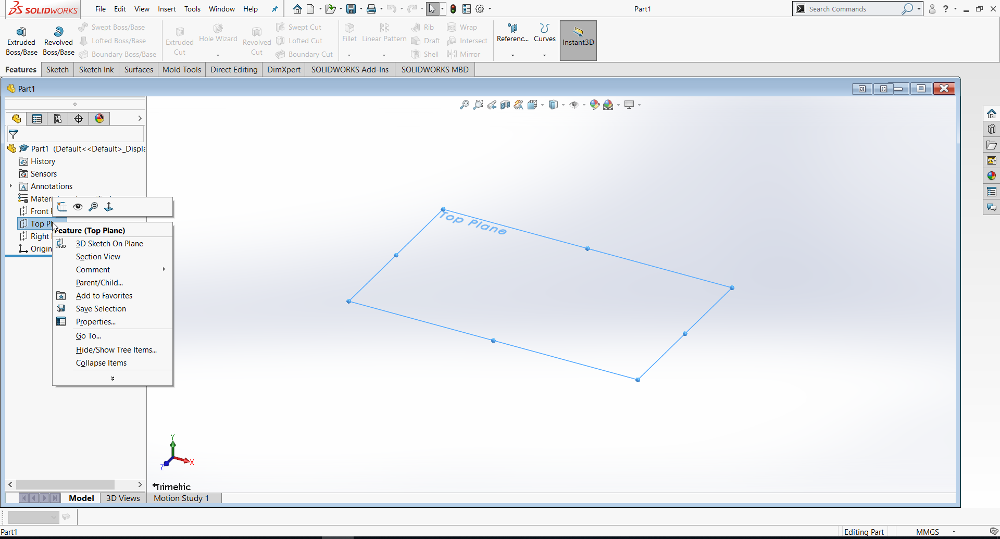 SOLIDWORKS File Edit View Insert Tools Window Help Part1 Search Commands ?
Extruded Boss/Base
Revolved Boss/Base
Swept Boss/Base
Lofted Boss/Base
Boundary Boss/Base
Extruded Cut
Hole Wizard
Revolved Cut
Swept Cut
Lofted Cut
Boundary Cut
Fillet
Linear Pattern
Rib
Draft
Shell
Wrap
Intersect
Mirror
Referenc...
Curves
Instant3D
Features Sketch Sketch Ink Surfaces Mold Tools Direct Editing DimXpert SOLIDWORKS Add-Ins SOLIDWORKS MBD
Part1
Part1 (Default<<Default>_Displa
History
Sensors
Annotations
Materi
Front
Top Pl
Right
Origin
Feature (Top Plane)
3D Sketch On Plane
Section View
Comment
Parent/Child...
Add to Favorites
Save Selection
Properties...
Go To...
Hide/Show Tree Items...
Collapse Items
Top Plane
Y
X
Z
*Trimetric
Model 3D Views Motion Study 1
Part1 Editing Part MMGS